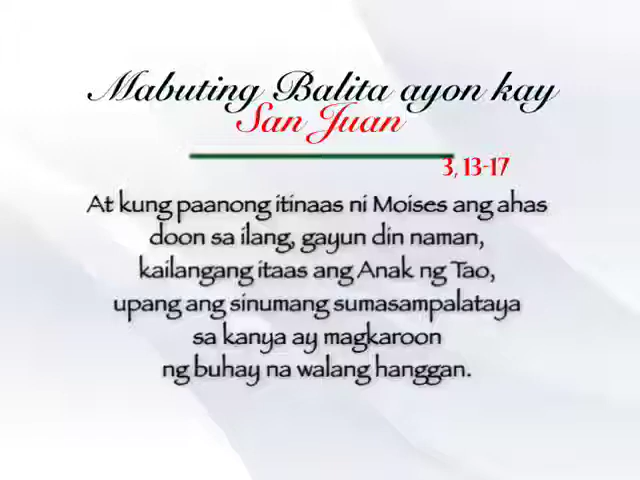 Mabuting Balita ayon kay
San Juan
3, 13-17
At kung paanong itinaas ni Moises ang ahas
doon sa ilang, gayun din naman,
kailangang itaas ang Anak ng Tao,
upang ang sinumang sumasampalataya
sa kanya ay magkaroon
ng buhay na walang hanggan.